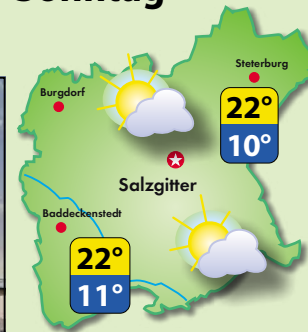 Sonntag
Steterburg
Burgdorf
22°
10°
Salzgitter
Baddeckenstedt
22°
11°